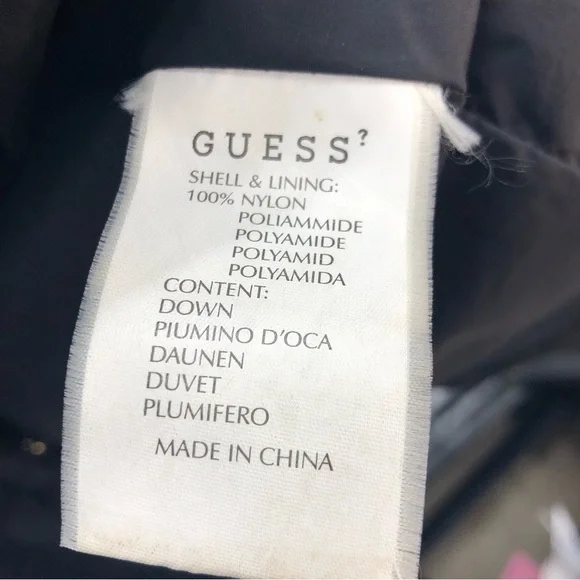 GUESS?
SHELL & LINING:
100% NYLON
POLIAMMIDE
POLYAMIDE
POLYAMID
POLYAMIDA
CONTENT:
DOWN
PIUMINO D'OCA
DAUNEN
DUVET
PLUMIFERO
MADE IN CHINA